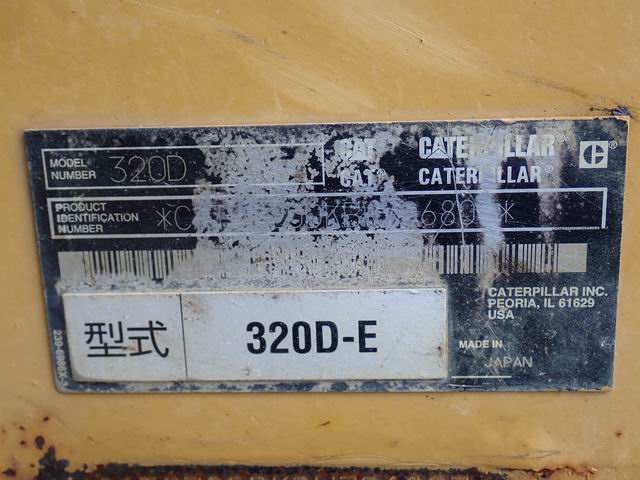 MODEL NUMBER 320D
CAT CATERPILLAR
CAT® CATERPILLAR®
PRODUCT IDENTIFICATION NUMBER
CATERPILLAR INC.
PEORIA, IL 61629
USA
MADE IN
JAPAN
型式 320D-E